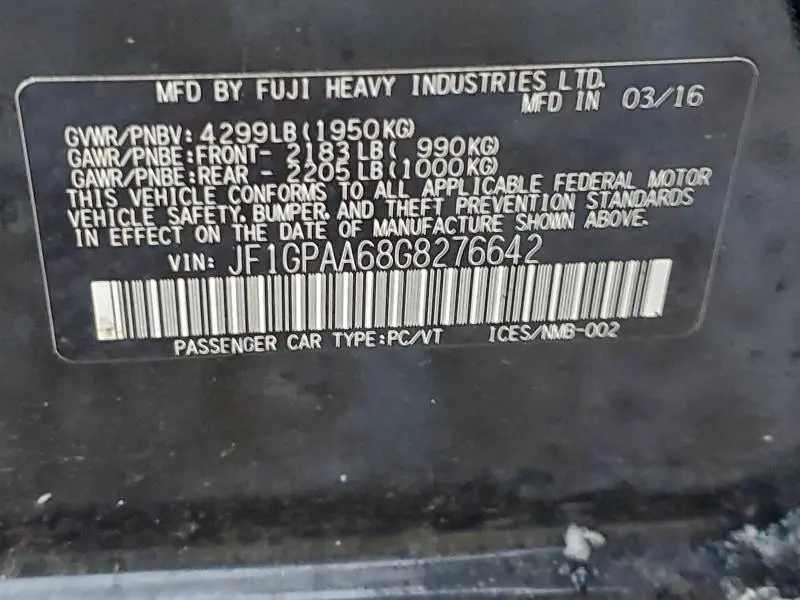 MFD BY FUJI HEAVY INDUSTRIES LTD.
MFD IN 03/16
GVWR/PNBV: 4299LB(1950KG)
GAWR/PNBE:FRONT- 2183LB( 990KG)
GAWR/PNBE:REAR - 2205LB(1000KG)
THIS VEHICLE CONFORMS TO ALL APPLICABLE FEDERAL MOTOR
VEHICLE SAFETY, BUMPER, AND THEFT PREVENTION STANDARDS
IN EFFECT ON THE DATE OF MANUFACTURE SHOWN ABOVE.
VIN: JF1GPAA68G8276642
PASSENGER CAR TYPE:PC/VT ICES/NMB-002